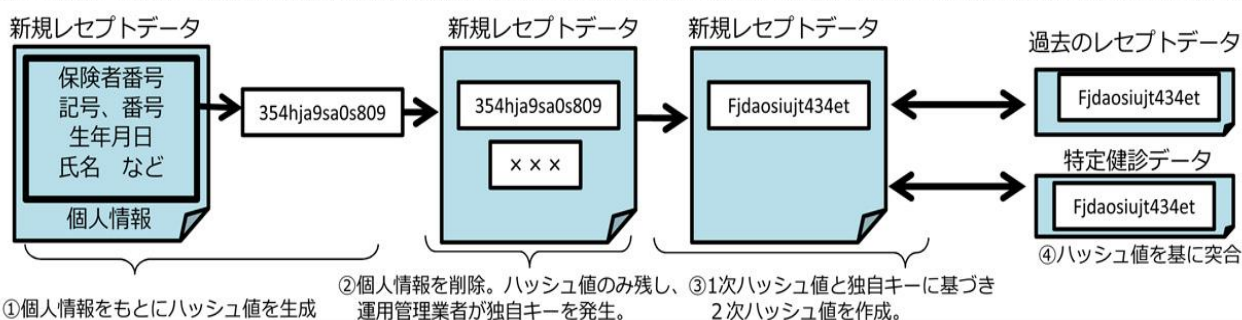 新規レセプトデータ
保険者番号
記号、番号
生年月日
氏名 など
個人情報
354hja9sa0s809
新規レセプトデータ
354hja9sa0s809
×××
新規レセプトデータ
Fjdaosiujt434et
過去のレセプトデータ
Fjdaosiujt434et
特定健診データ
Fjdaosiujt434et
④ハッシュ値を基に突合
①個人情報をもとにハッシュ値を生成
②個人情報を削除。ハッシュ値のみ残し、
運用管理業者が独自キーを発生。
③1次ハッシュ値と独自キーに基づき
２次ハッシュ値を作成。